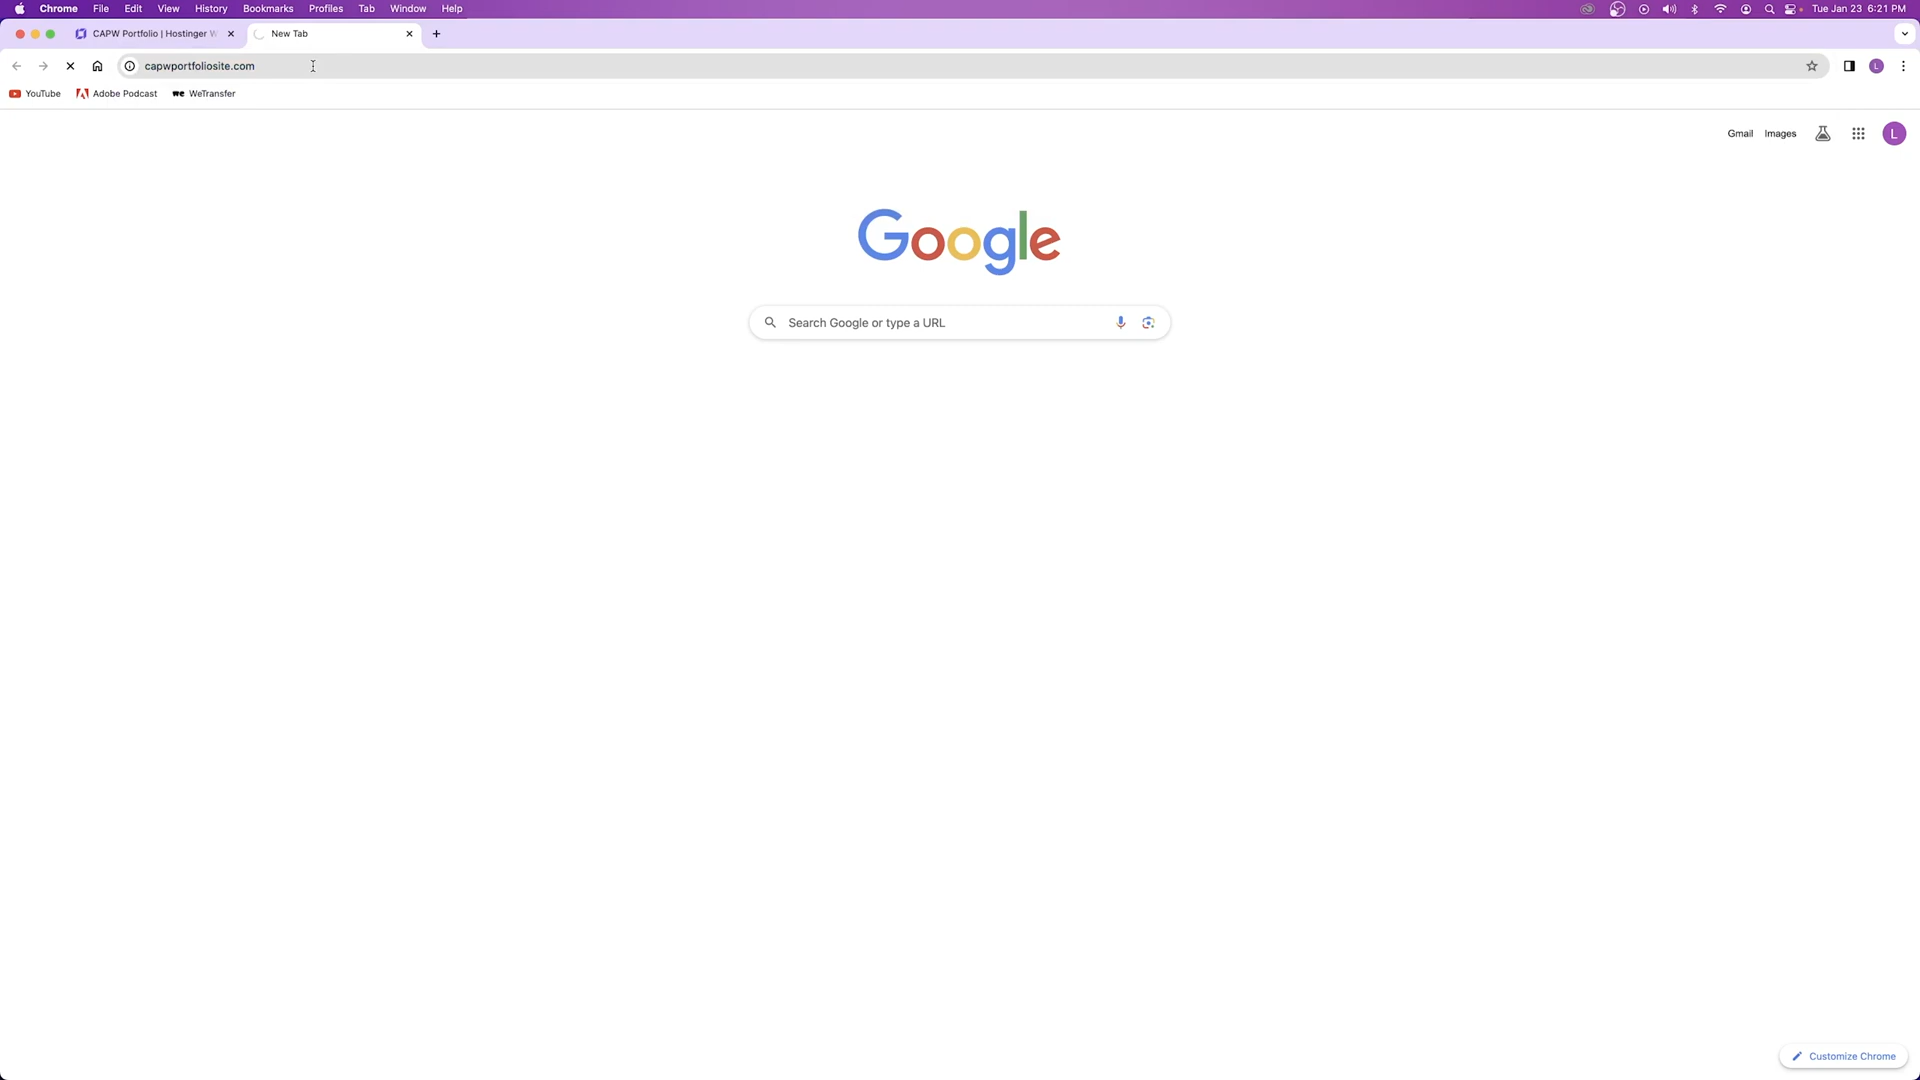 Chrome File Edit View History Bookmarks Profiles Tab Window Help Tue Jan 23 6:21 PM
CAPW Portfolio | Hostinger W New Tab
capwportfoliosite.com L
YouTube Adobe Podcast we WeTransfer
Gmail Images L
Google
Search Google or type a URL
Customize Chrome